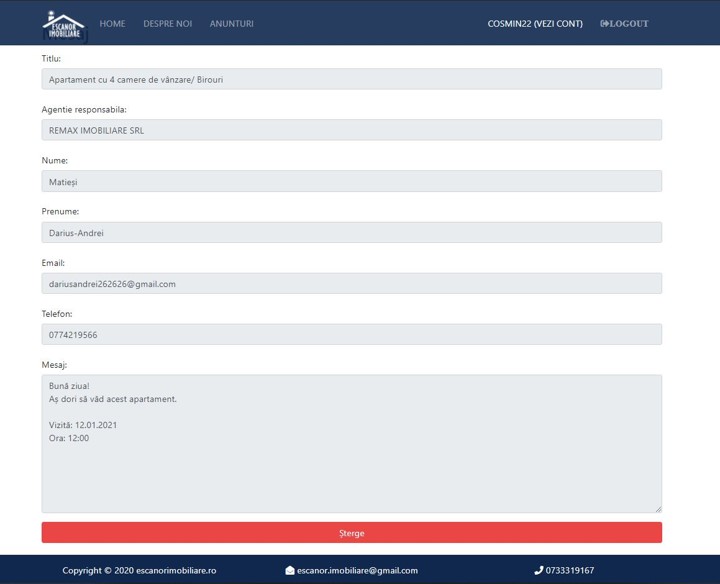 ESCANOR
IMOBILIARE
HOME DESPRE NOI ANUNTURI COSMIN22 (VEZI CONT) LOGOUT
Titlu:
Apartament cu 4 camere de vânzare/ Birouri
Agentie responsabila:
REMAX IMOBILIARE SRL
Nume:
Matieși
Prenume:
Darius-Andrei
Email:
dariusandrei262626@gmail.com
Telefon:
0774219566
Mesaj:
Bună ziua!
Aș dori să văd acest apartament.
Vizită: 12.01.2021
Ora: 12:00
Șterge
Copyright © 2020 escanorimobiliare.ro escanor.imobiliare@gmail.com 0733319167